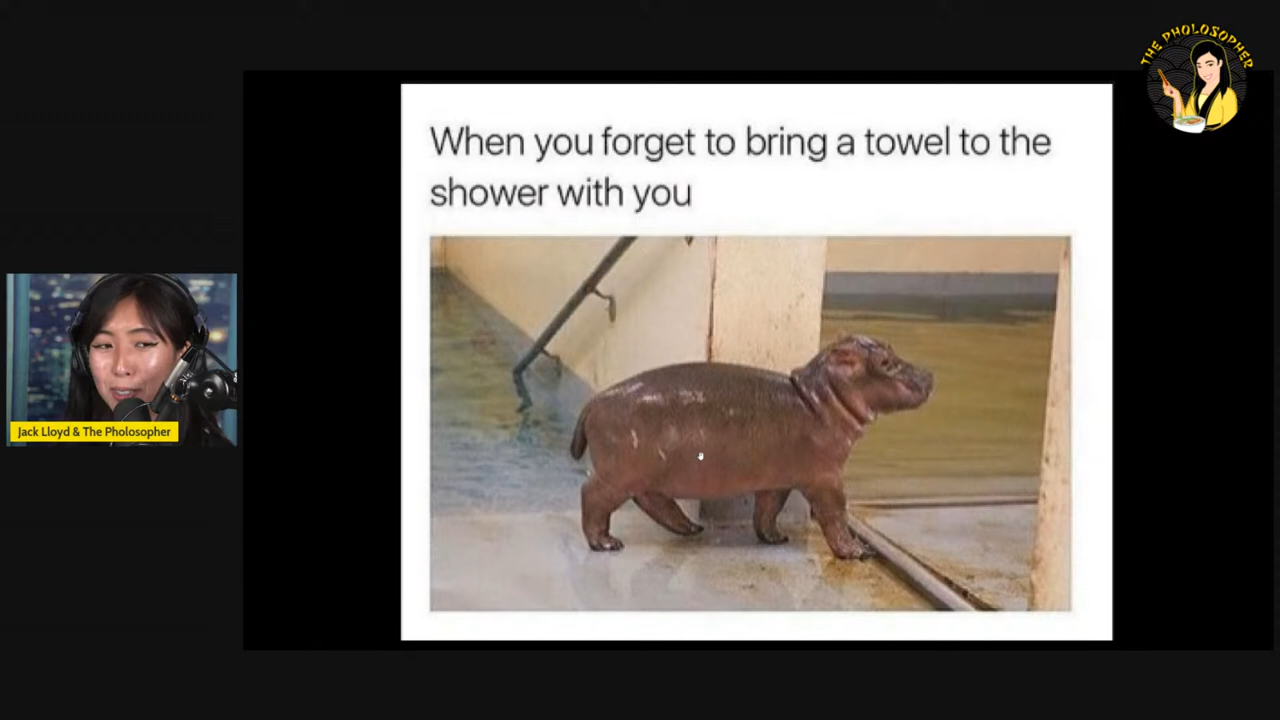 THE PHOLOSOPHER
When you forget to bring a towel to the
shower with you
Jack Lloyd & The Pholosopher